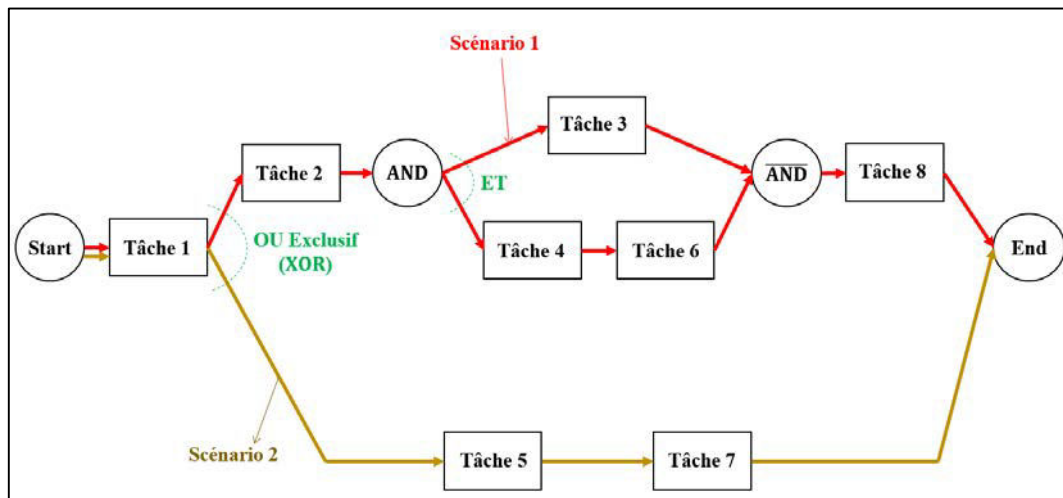 Scénario 1
Tâche 3
Tâche 2
AND
ET
AND
Tâche 8
Start
Tâche 1
OU Exclusif
(XOR)
Tâche 4
Tâche 6
End
Scénario 2
Tâche 5
Tâche 7